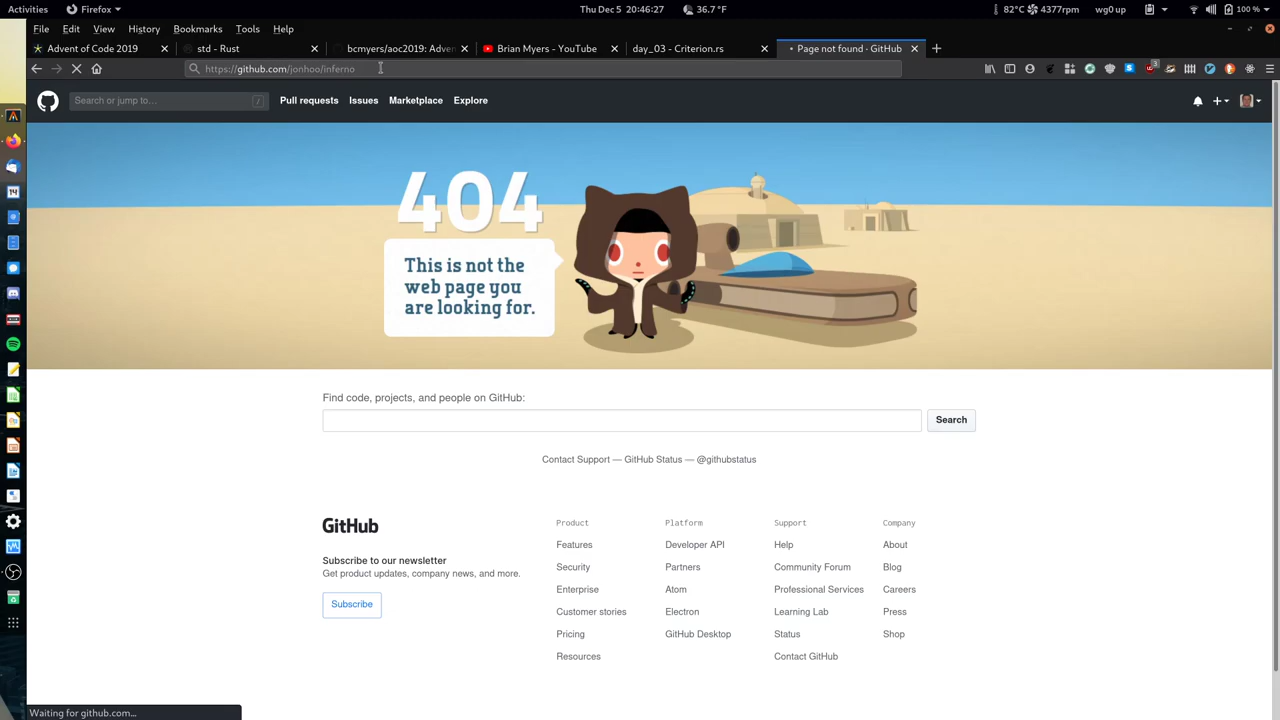 Activities Firefox Thu Dec 5 20:46:27 36.7 °F 82°C 4377rpm wg0 up 100 %
File Edit View History Bookmarks Tools Help
Advent of Code 2019 std - Rust bcmyers/aoc2019: Adven Brian Myers - YouTube day_03 - Criterion.rs Page not found · GitHub
https://github.com/jonhoo/inferno
3
Search or jump to… / Pull requests Issues Marketplace Explore
404
This is not the
web page you
are looking for.
Find code, projects, and people on GitHub:
Search
Contact Support — GitHub Status — @githubstatus
GitHub
Subscribe to our newsletter
Get product updates, company news, and more.
Subscribe
Product
Features
Security
Enterprise
Customer stories
Pricing
Resources
Platform
Developer API
Partners
Atom
Electron
GitHub Desktop
Support
Help
Community Forum
Professional Services
Learning Lab
Status
Contact GitHub
Company
About
Blog
Careers
Press
Shop
14
Waiting for github.com...